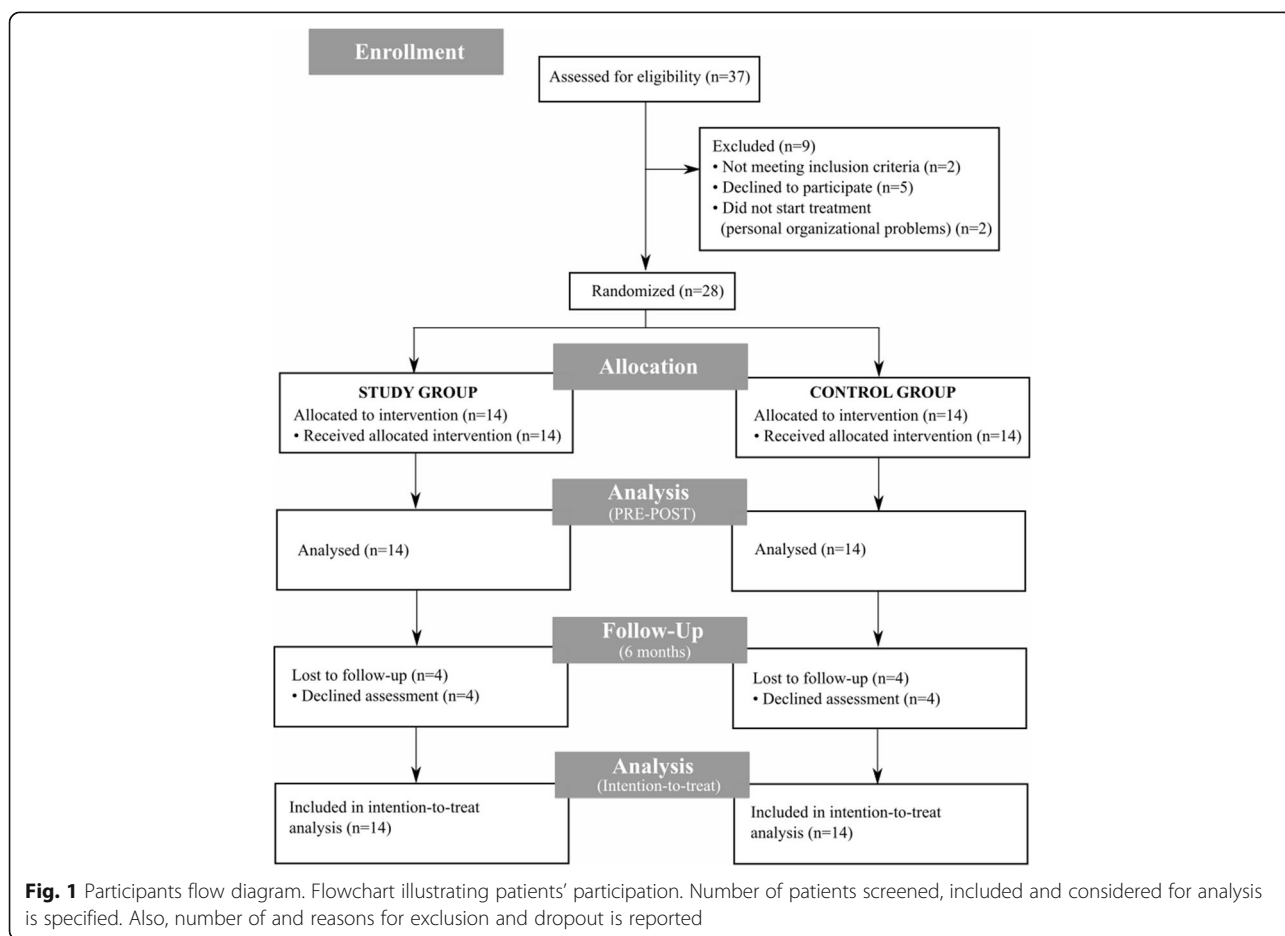 Enrollment
Assessed for eligibility (n=37)
Excluded (n=9)
• Not meeting inclusion criteria (n=2)
• Declined to participate (n=5)
• Did not start treatment
(personal organizational problems) (n=2)
Randomized (n=28)
Allocation
STUDY GROUP
Allocated to intervention (n=14)
• Received allocated intervention (n=14)
CONTROL GROUP
Allocated to intervention (n=14)
• Received allocated intervention (n=14)
Analysis
(PRE-POST)
Analysed (n=14)
Analysed (n=14)
Follow-Up
(6 months)
Lost to follow-up (n=4)
• Declined assessment (n=4)
Lost to follow-up (n=4)
• Declined assessment (n=4)
Analysis
(Intention-to-treat)
Included in intention-to-treat
analysis (n=14)
Included in intention-to-treat
analysis (n=14)
Fig. 1 Participants flow diagram. Flowchart illustrating patients’ participation. Number of patients screened, included and considered for analysis
is specified. Also, number of and reasons for exclusion and dropout is reported